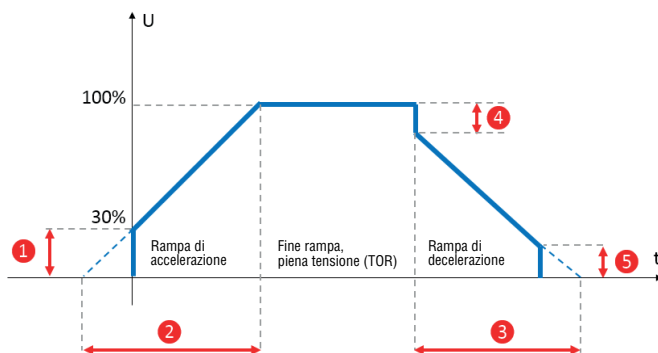 U
100%
4
30%
1
Rampa di
accelerazione
Fine rampa,
piena tensione (TOR)
Rampa di
decelerazione
5
t
2
3